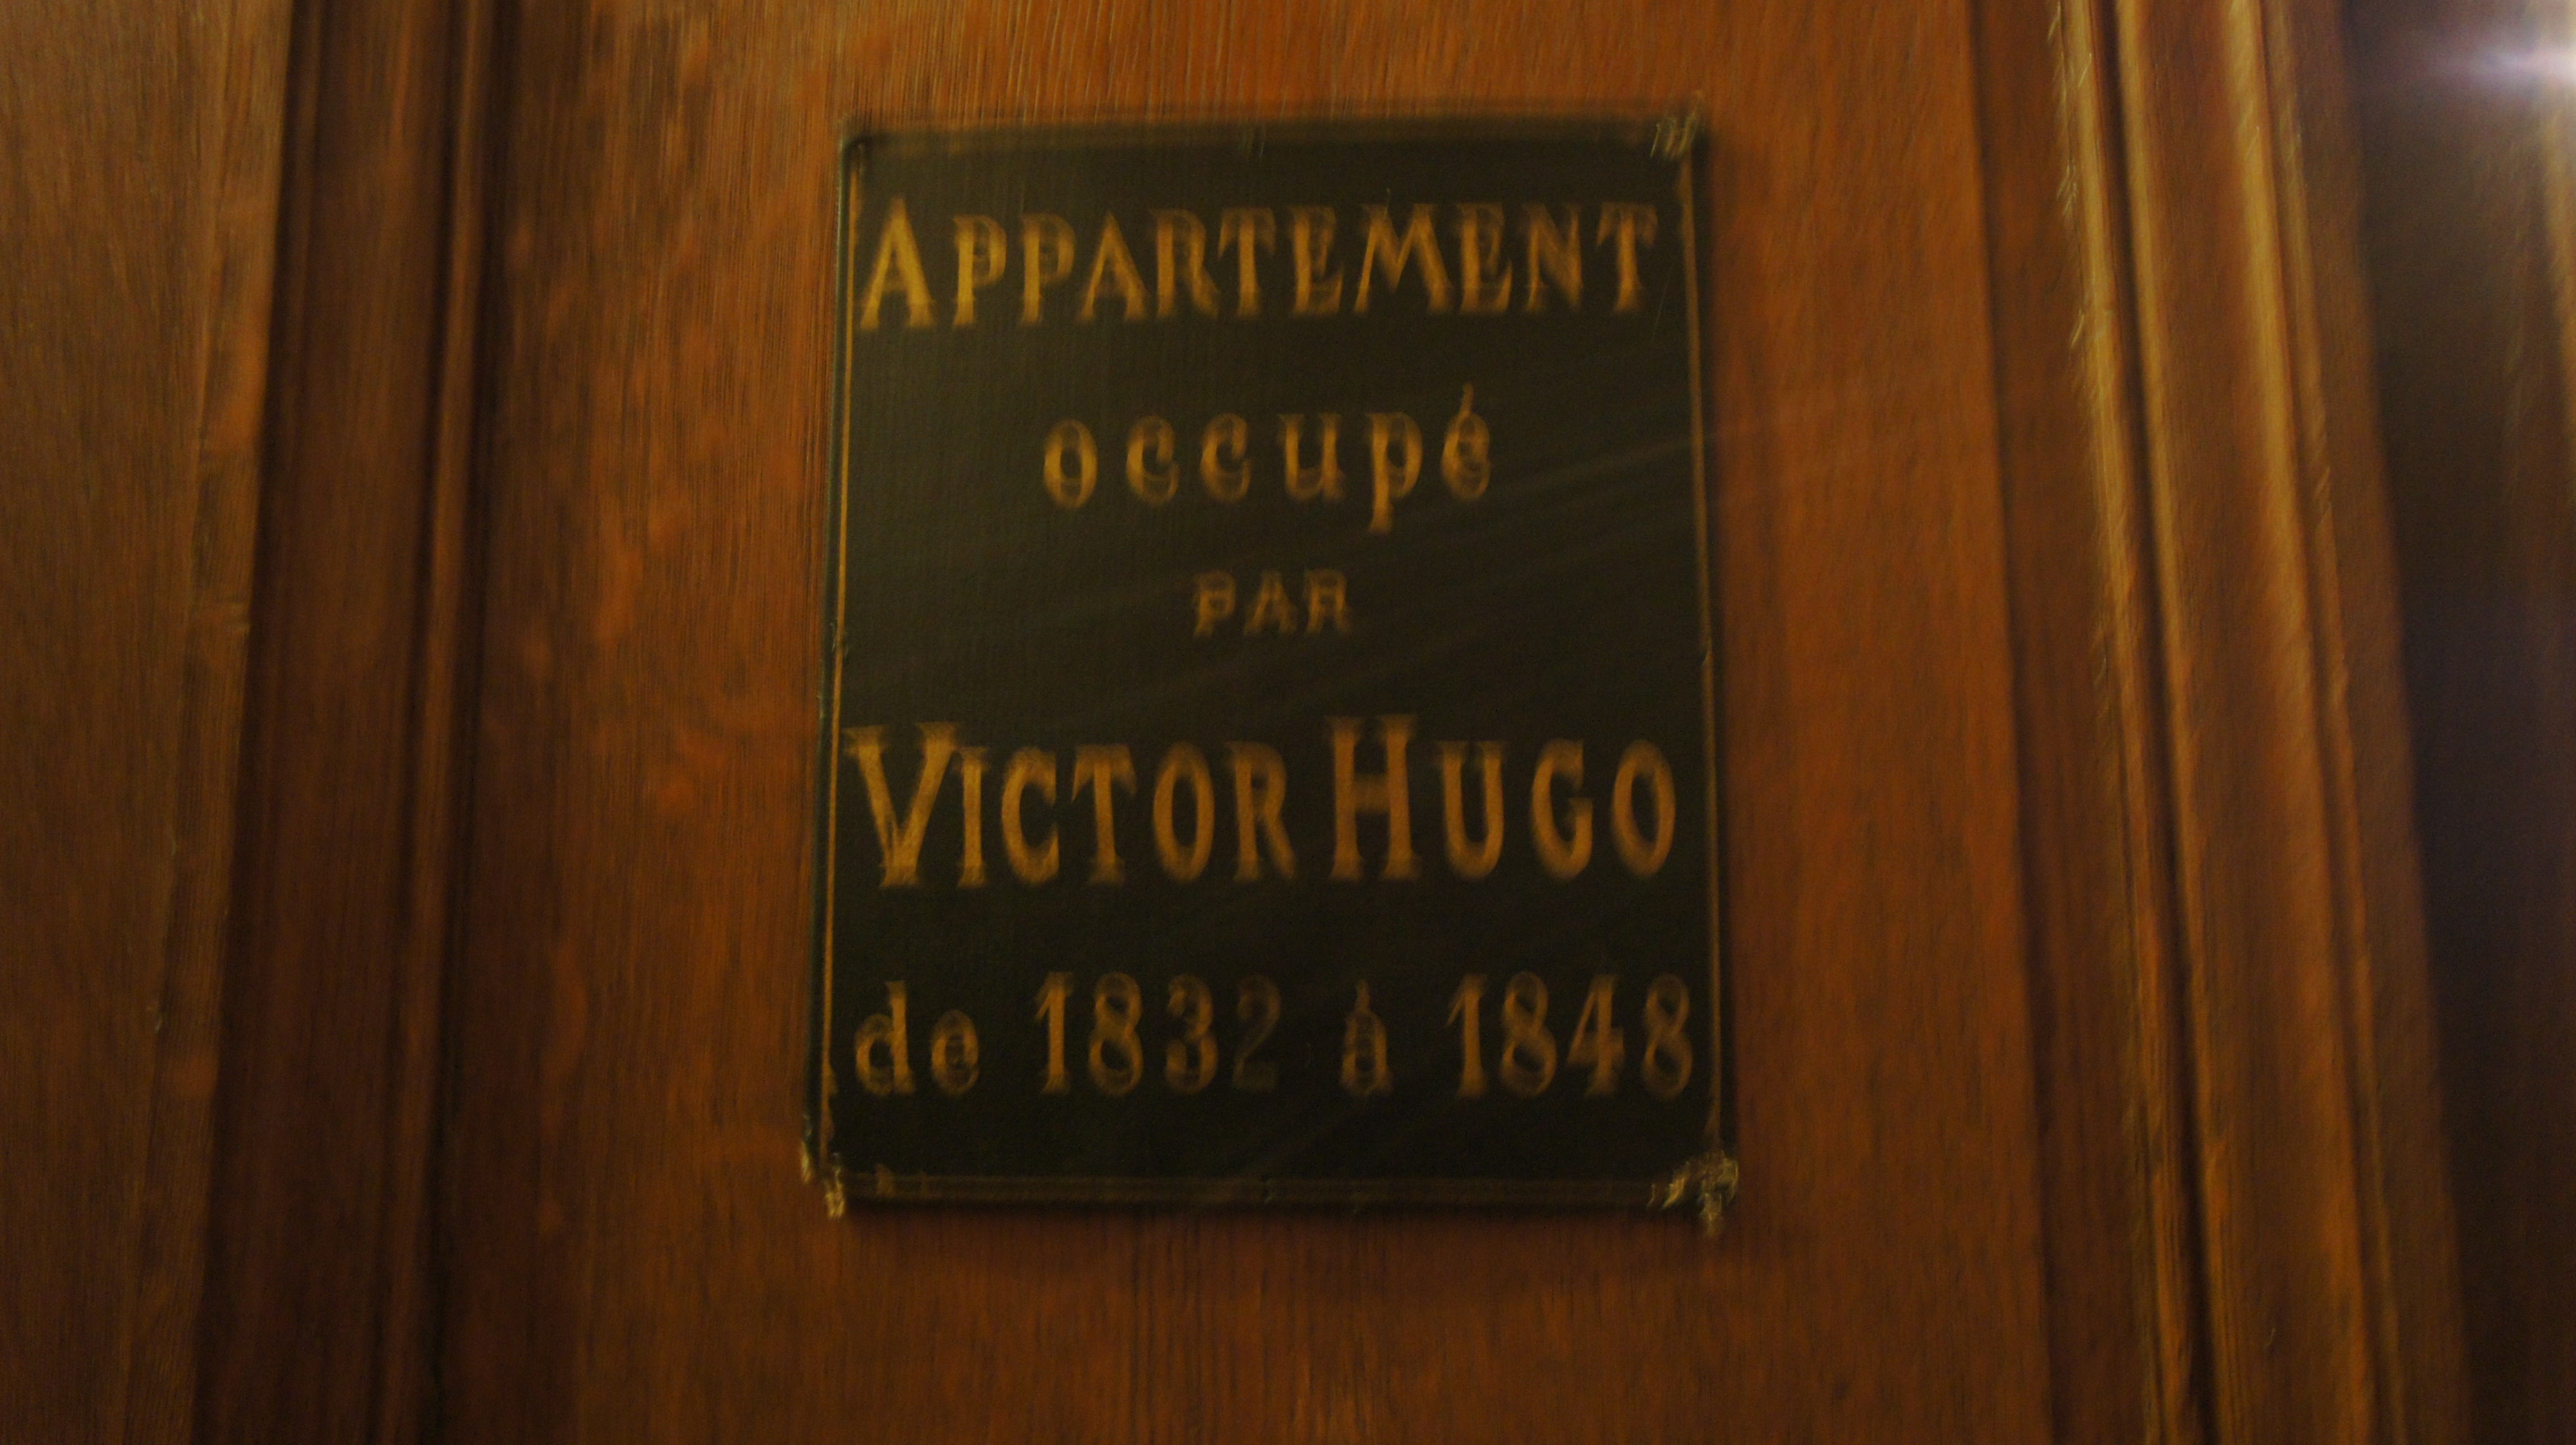 APPARTEMENT
occupé
PAR
VICTOR HUGO
de 1832 à 1848